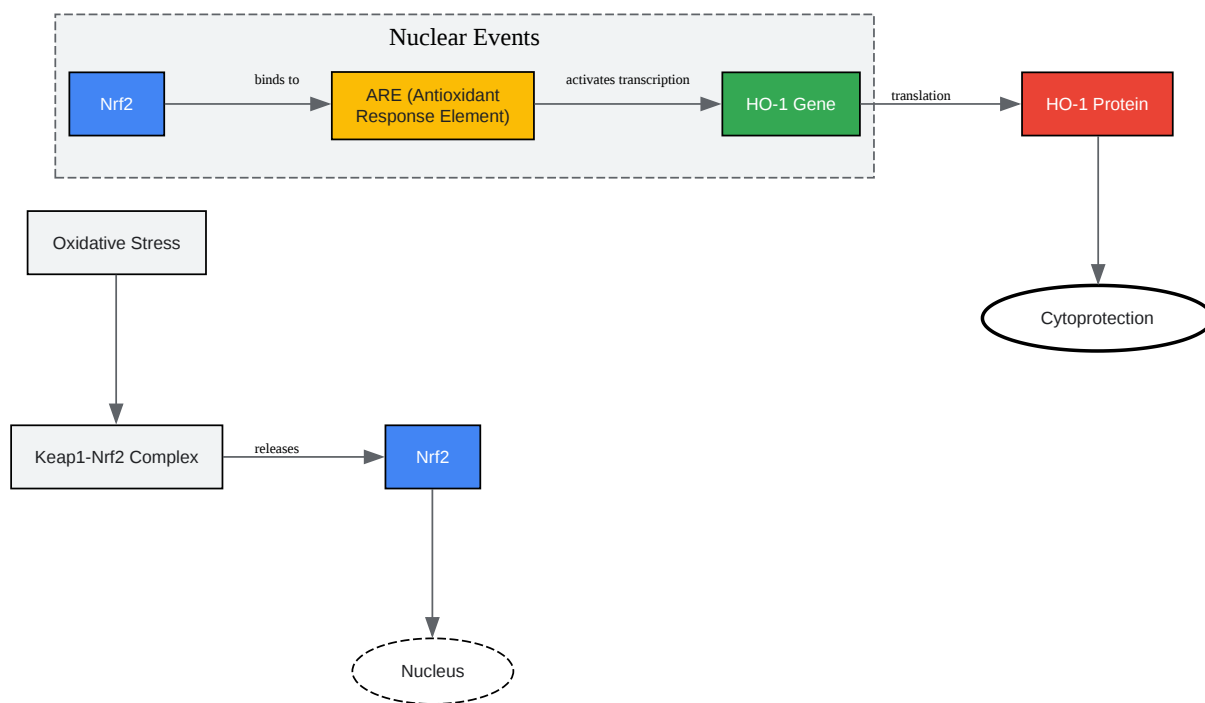 Nuclear Events
Nrf2
binds to
ARE (Antioxidant
Response Element)
activates transcription
HO-1 Gene
translation
HO-1 Protein
Oxidative Stress
Cytoprotection
Keap1-Nrf2 Complex
releases
Nrf2
Nucleus